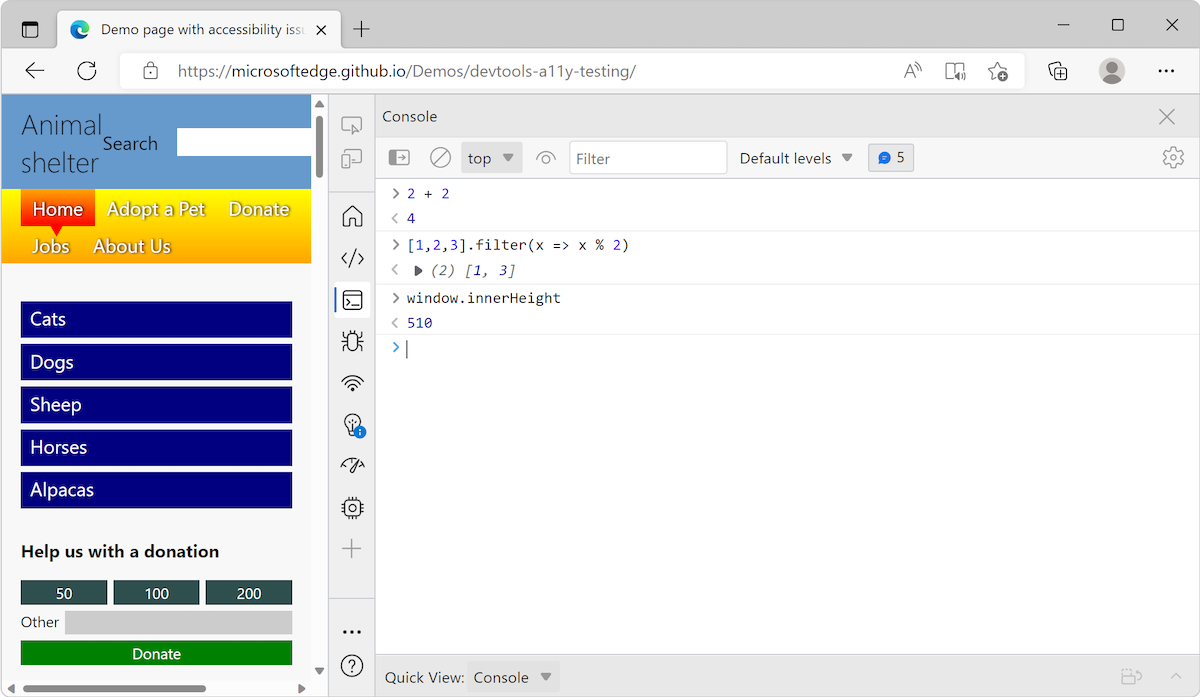 Demo page with accessibility iss
https://microsoftedge.github.io/Demos/devtools-a11y-testing/
Animal
shelter
Search
Home Adopt a Pet Donate
Jobs About Us
Cats
Dogs
Sheep
Horses
Alpacas
Help us with a donation
50 100 200
Other
Donate
Console
top Filter Default levels 5
> 2 + 2
< 4
> [1,2,3].filter(x => x % 2)
< ▶ (2) [1, 3]
> window.innerHeight
< 510
>
Quick View: Console